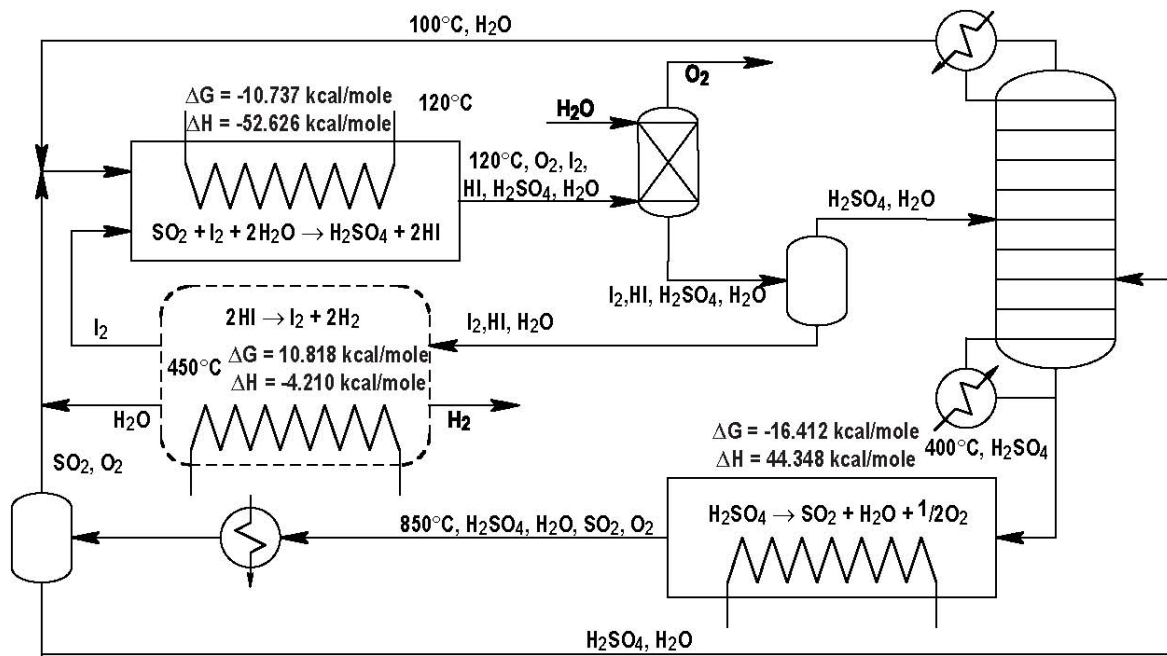 100°C, H₂O
ΔG = -10.737 kcal/mole
ΔH = -52.626 kcal/mole
120°C
O₂
H₂O
120°C, O₂, I₂,
HI, H₂SO₄, H₂O
SO₂ + I₂ + 2H₂O → H₂SO₄ + 2HI
H₂SO₄, H₂O
I₂,HI, H₂SO₄, H₂O
2HI → I₂ + 2H₂
I₂
I₂,HI, H₂O
450°C
ΔG = 10.818 kcal/mole
ΔH = -4.210 kcal/mole
H₂O
H₂
SO₂, O₂
ΔG = -16.412 kcal/mole
ΔH = 44.348 kcal/mole
400°C, H₂SO₄
H₂SO₄ → SO₂ + H₂O + ¹/2O₂
850°C, H₂SO₄, H₂O, SO₂, O₂
H₂SO₄, H₂O